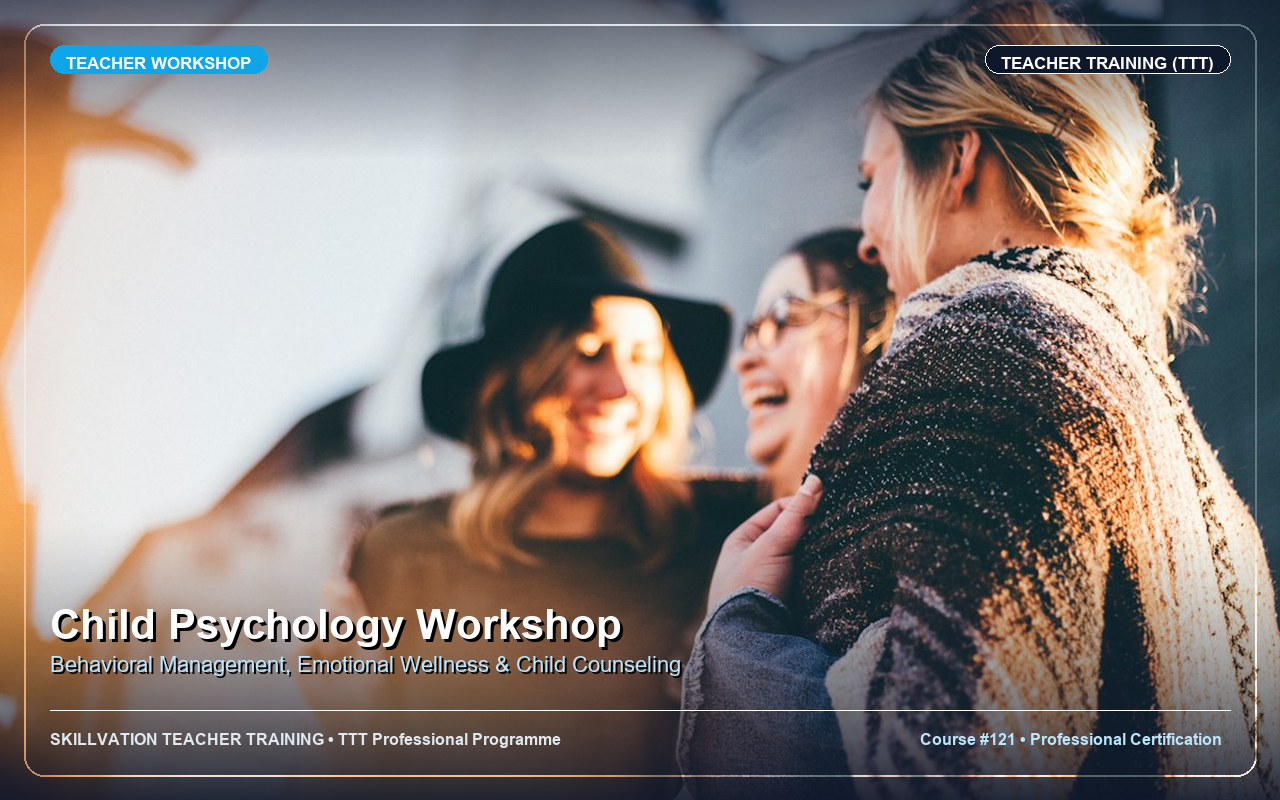 TEACHER WORKSHOP
TEACHER TRAINING (TTT)
Child Psychology Workshop
Behavioral Management, Emotional Wellness & Child Counseling
SKILLVATION TEACHER TRAINING • TTT Professional Programme
Course #121 • Professional Certification